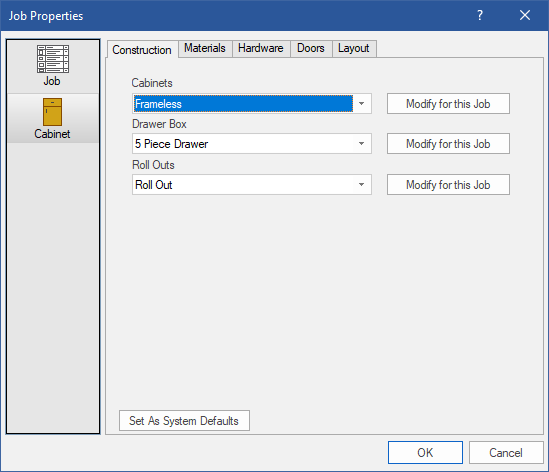 Job Properties ?
Job
Cabinet
Construction Materials Hardware Doors Layout
Cabinets
Frameless Modify for this Job
Drawer Box
5 Piece Drawer Modify for this Job
Roll Outs
Roll Out Modify for this Job
Set As System Defaults
OK Cancel